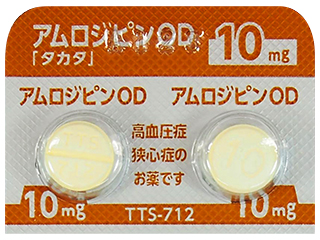 アムロジピンOD 10mg
「タカタ」
アムロジピンOD アムロジピンOD
高血圧症
狭心症の
お薬です
10mg TTS-712 10mg